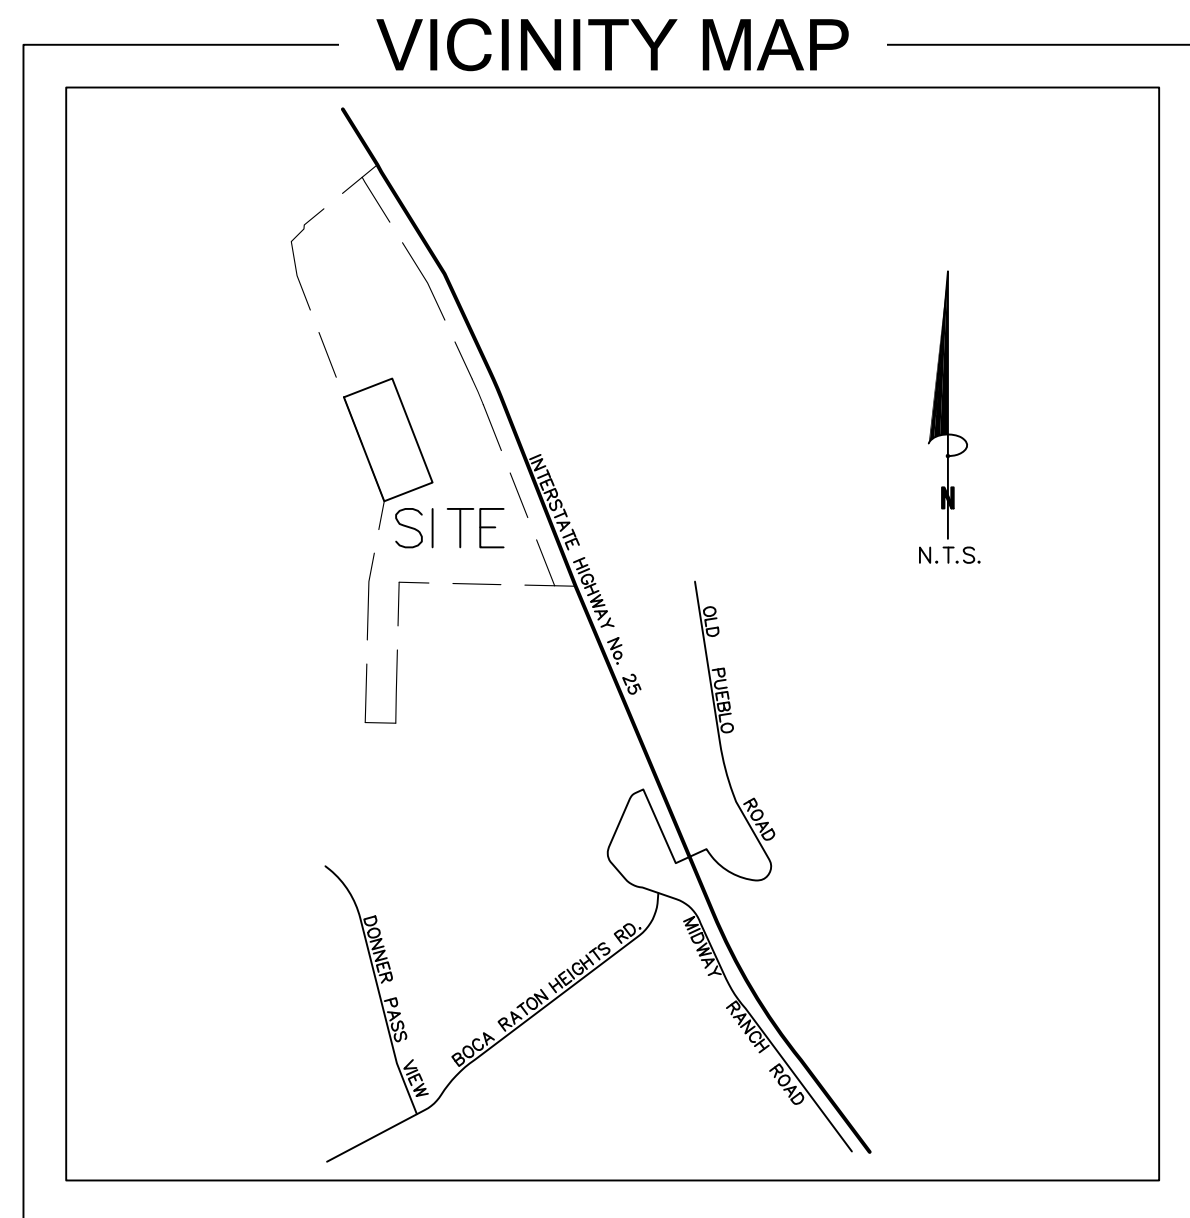 VICINITY MAP
SITE
INTERSTATE HIGHWAY No. 25
N
N.T.S.
OLD PUEBLO ROAD
DONNER PASS VIEW
BOCA RATON HEIGHTS RD.
MIDWAY RANCH ROAD